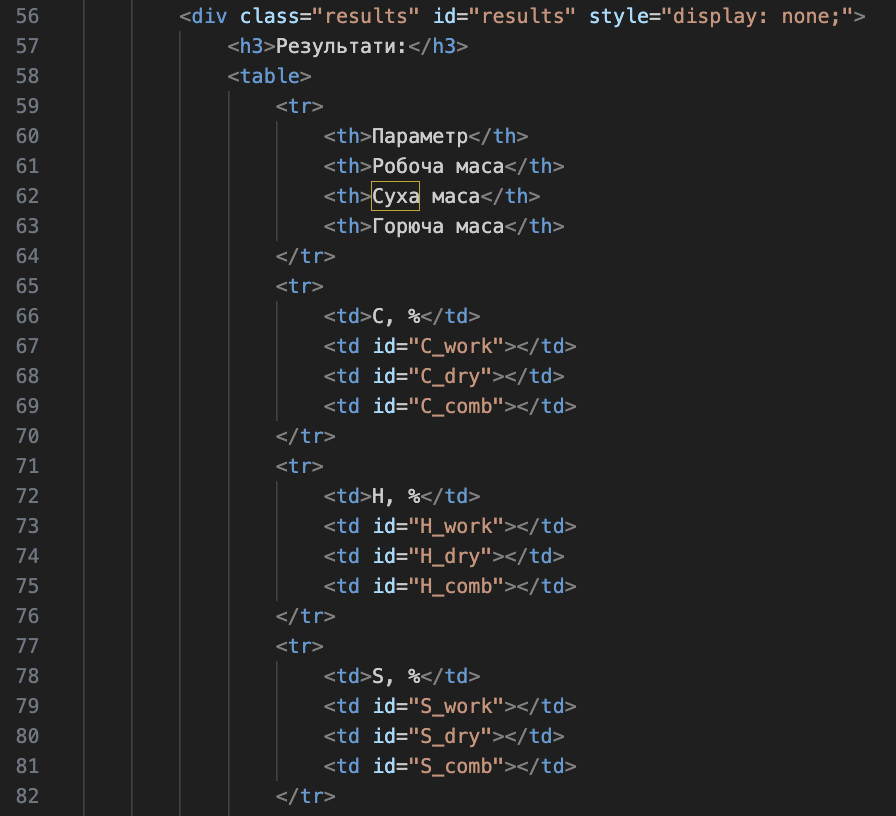 56 <div class="results" id="results" style="display: none;">
57 <h3>Результати:</h3>
58 <table>
59 <tr>
60 <th>Параметр</th>
61 <th>Робоча маса</th>
62 <th>Суха маса</th>
63 <th>Горюча маса</th>
64 </tr>
65 <tr>
66 <td>C, %</td>
67 <td id="C_work"></td>
68 <td id="C_dry"></td>
69 <td id="C_comb"></td>
70 </tr>
71 <tr>
72 <td>H, %</td>
73 <td id="H_work"></td>
74 <td id="H_dry"></td>
75 <td id="H_comb"></td>
76 </tr>
77 <tr>
78 <td>S, %</td>
79 <td id="S_work"></td>
80 <td id="S_dry"></td>
81 <td id="S_comb"></td>
82 </tr>